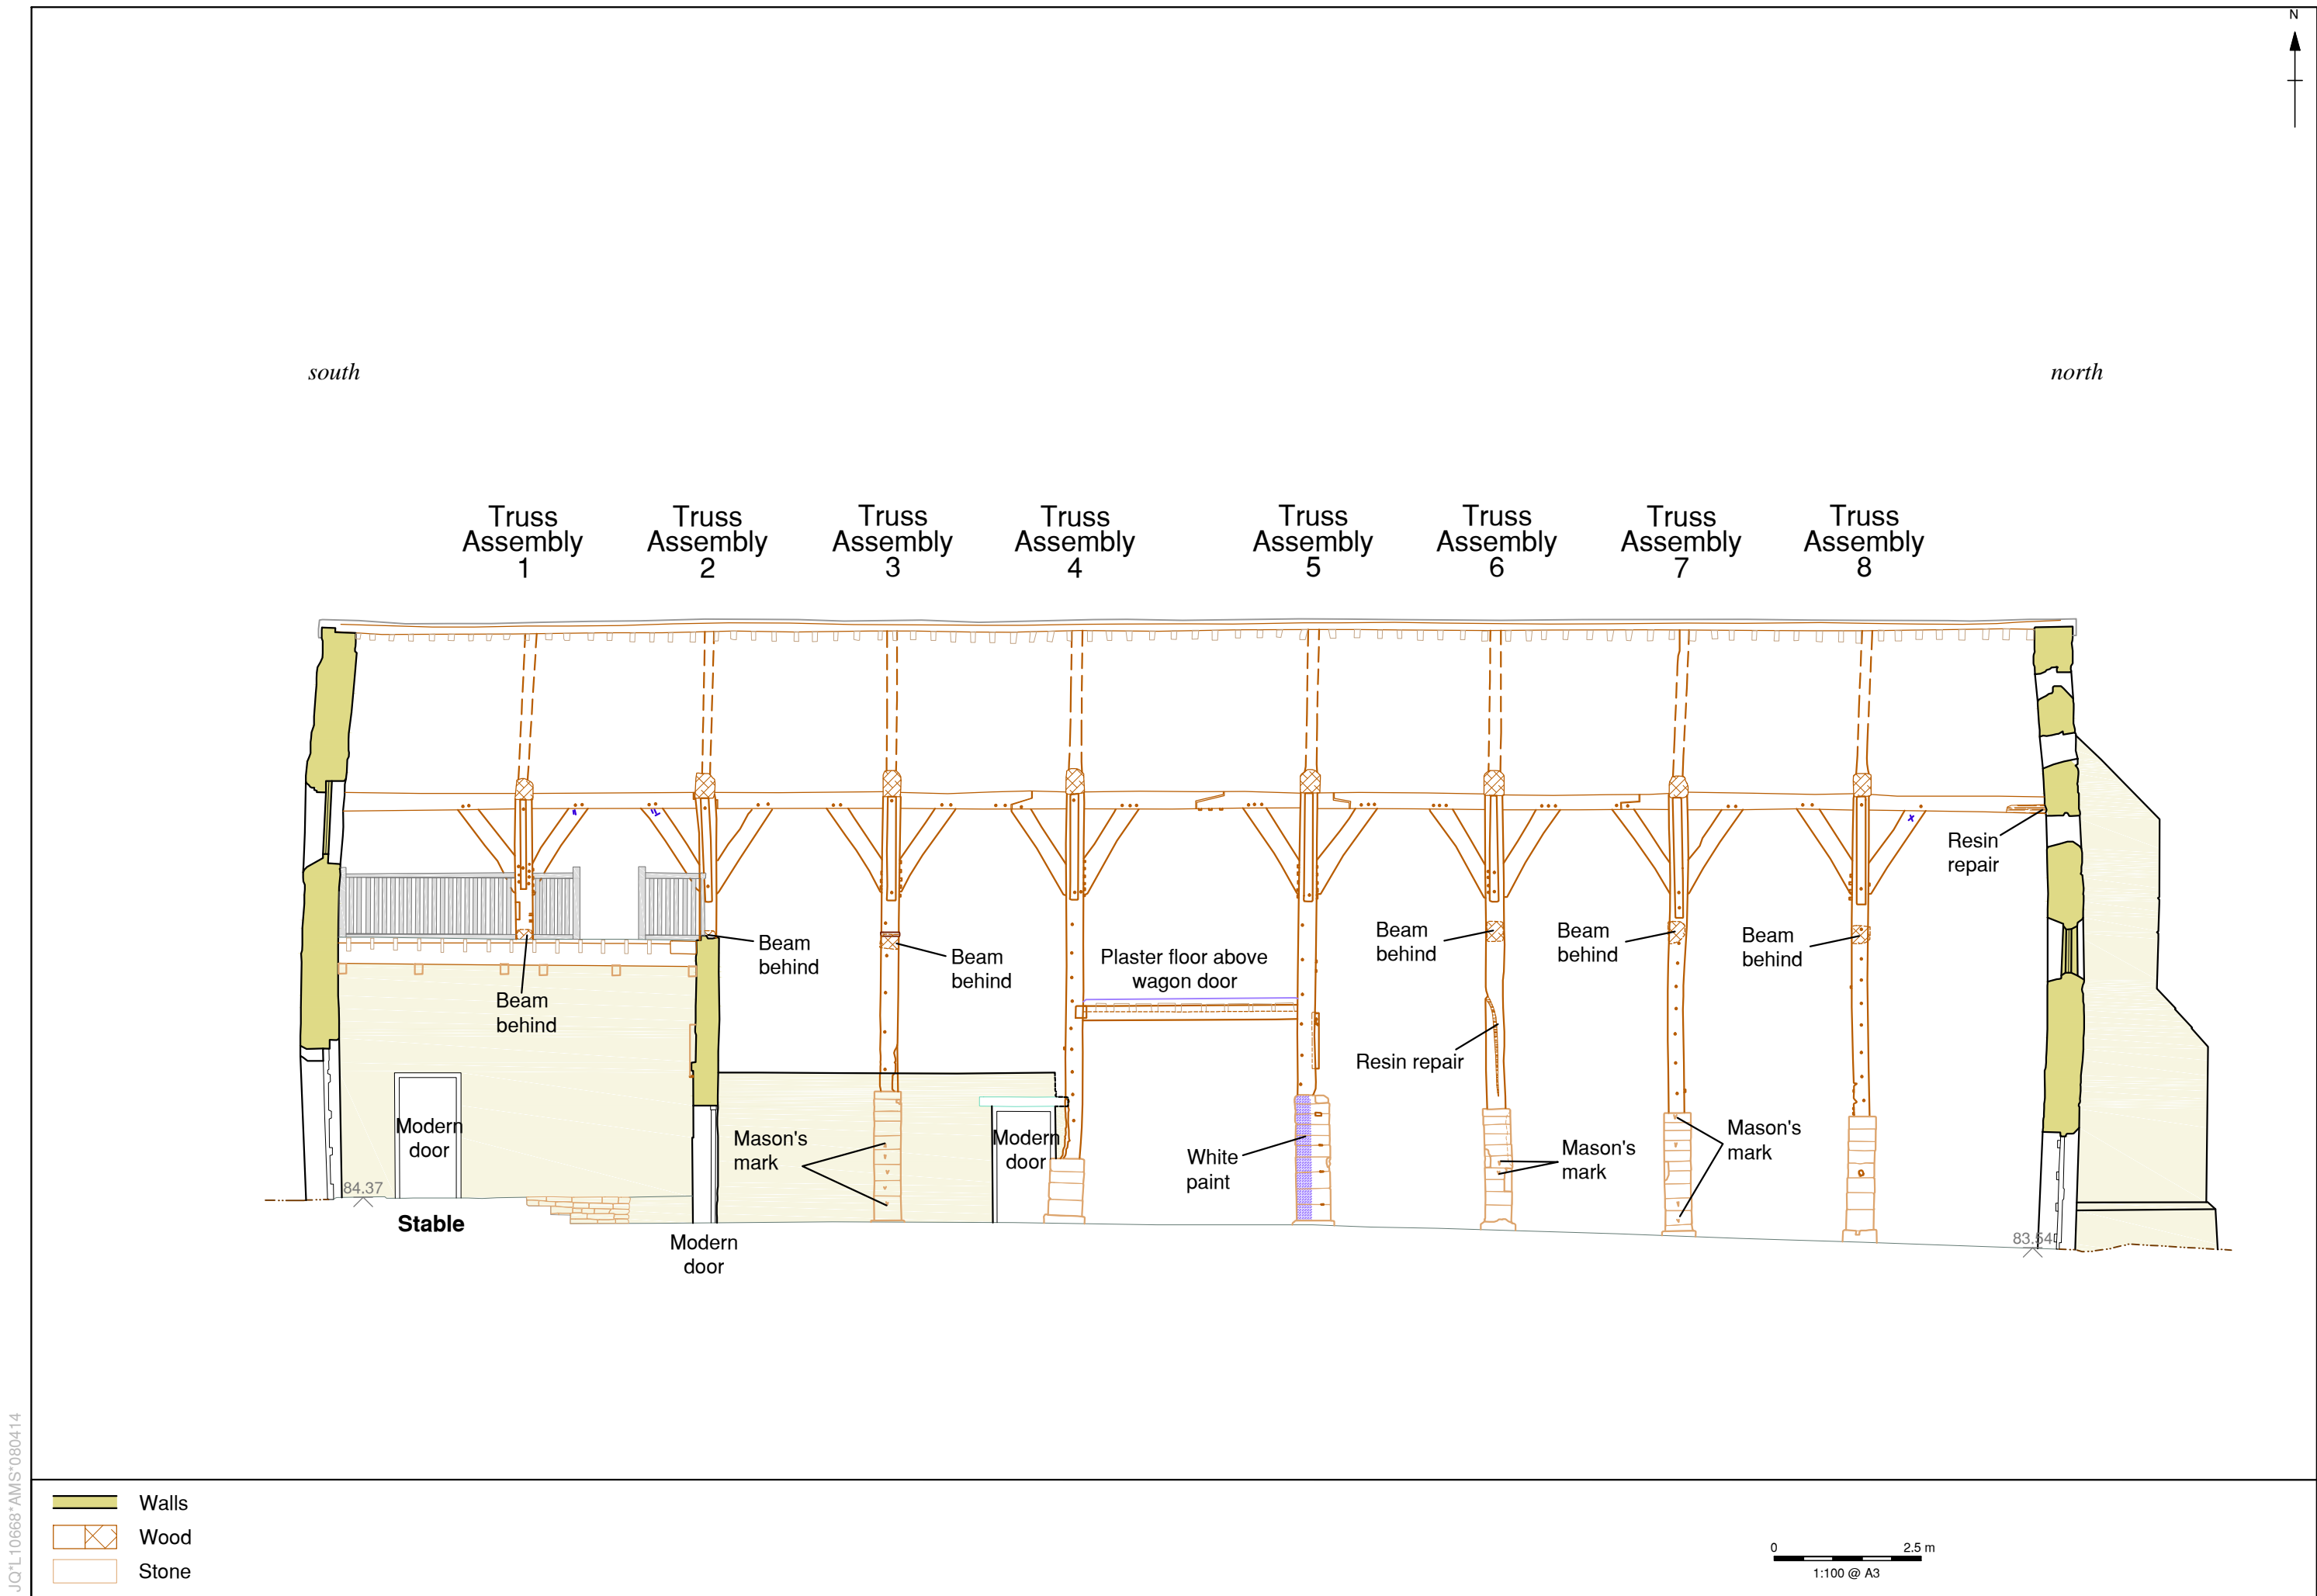 N
south
north
Truss
Assembly
1
Truss
Assembly
2
Truss
Assembly
3
Truss
Assembly
4
Truss
Assembly
5
Truss
Assembly
6
Truss
Assembly
7
Truss
Assembly
8
Resin
repair
Beam
behind
Beam
behind
Beam
behind
Beam
behind
Beam
behind
Beam
behind
Plaster floor above
wagon door
Resin repair
Modern
door
Mason's
mark
Modern
door
White
paint
Mason's
mark
Mason's
mark
84.37
Stable
Modern
door
83.54
JQ*L10668*AMS*080414
Walls
Wood
Stone
0 2.5 m
1:100 @ A3